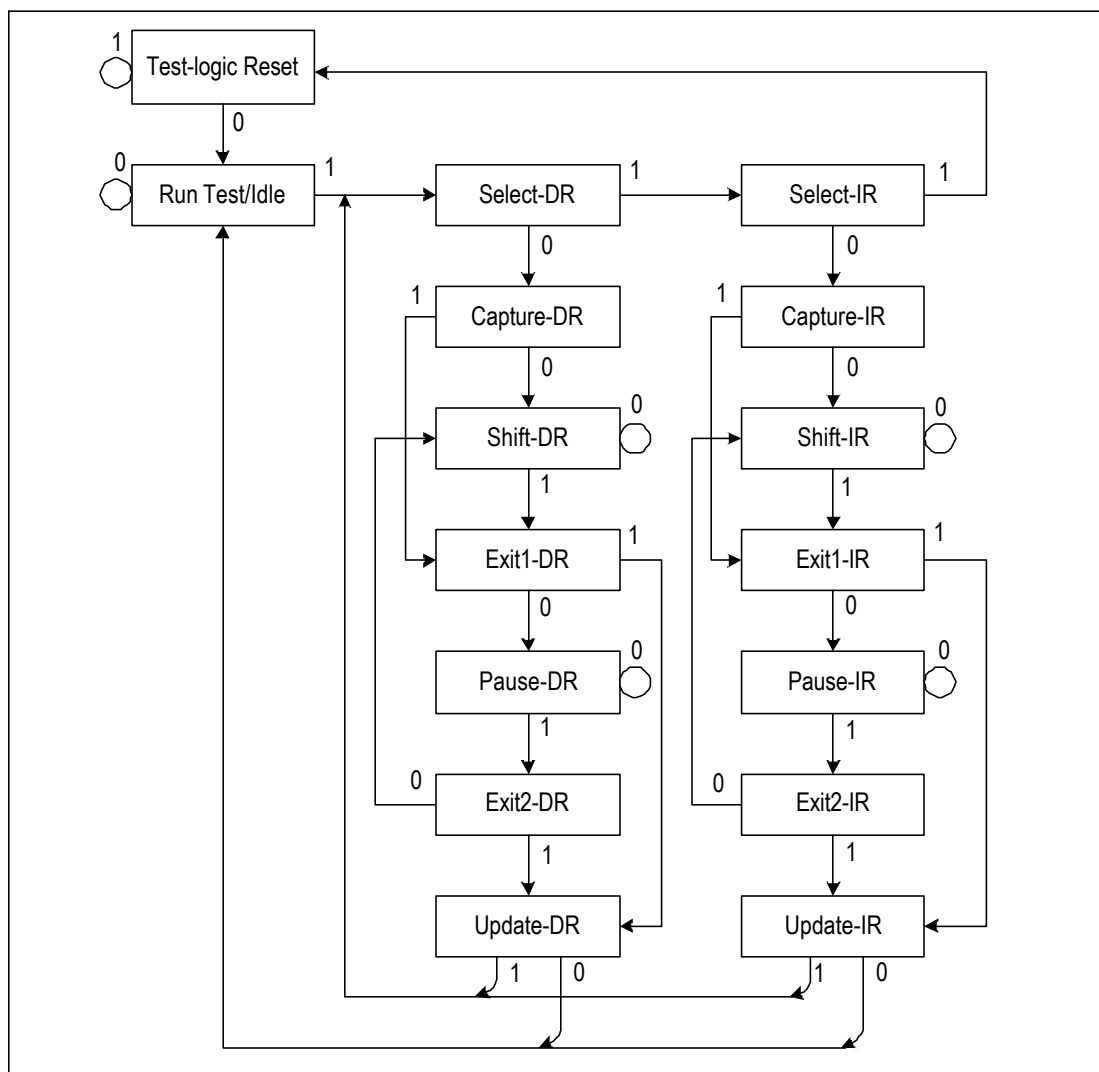 1
Test-logic Reset
0
0
Run Test/Idle
1
Select-DR
1
Select-IR
1
0
0
1
Capture-DR
1
Capture-IR
0
0
Shift-DR
0
Shift-IR
0
1
1
Exit1-DR
1
Exit1-IR
1
0
0
Pause-DR
0
Pause-IR
0
1
1
0
Exit2-DR
0
Exit2-IR
1
1
Update-DR
Update-IR
1
0
1
0